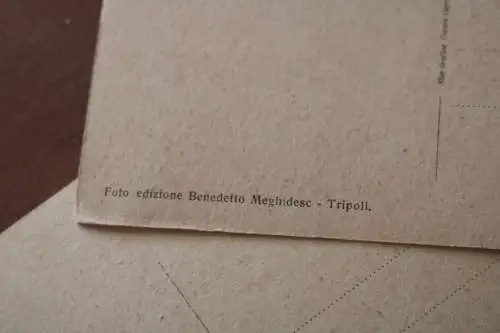 Foto edizione Benedetto Meghidesc - Tripoli.